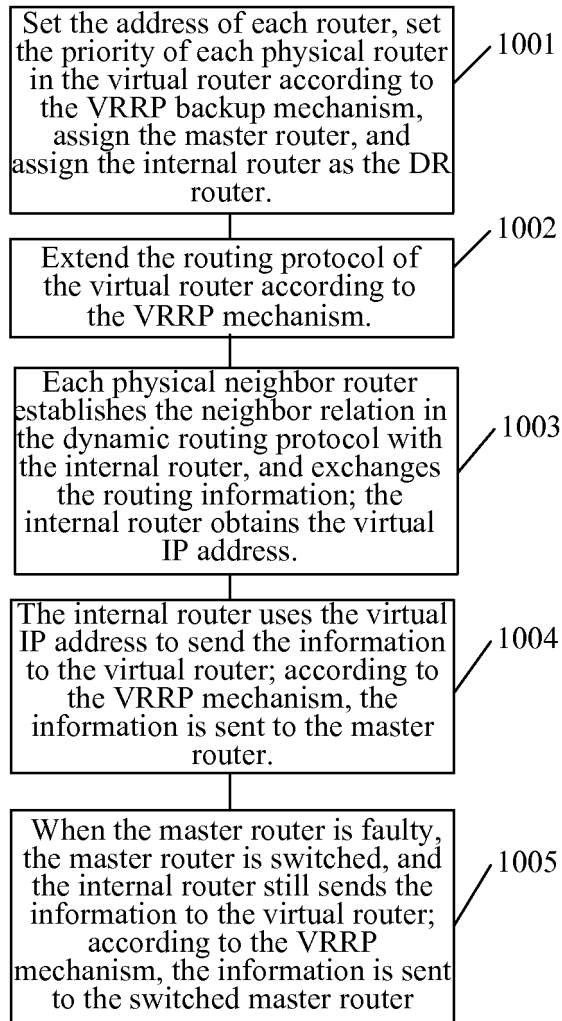 Set the address of each router, set
the priority of each physical router
in the virtual router according to
the VRRP backup mechanism,
assign the master router, and
assign the internal router as the DR
router.
1001
Extend the routing protocol of
the virtual router according to
the VRRP mechanism.
1002
Each physical neighbor router
establishes the neighbor relation in
the dynamic routing protocol with
the internal router, and exchanges
the routing information; the
internal router obtains the virtual
IP address.
1003
The internal router uses the virtual
IP address to send the information
to the virtual router; according to
the VRRP mechanism, the
information is sent to the master
router.
1004
When the master router is faulty,
the master router is switched, and
the internal router still sends the
information to the virtual router;
according to the VRRP
mechanism, the information is sent
to the switched master router
1005